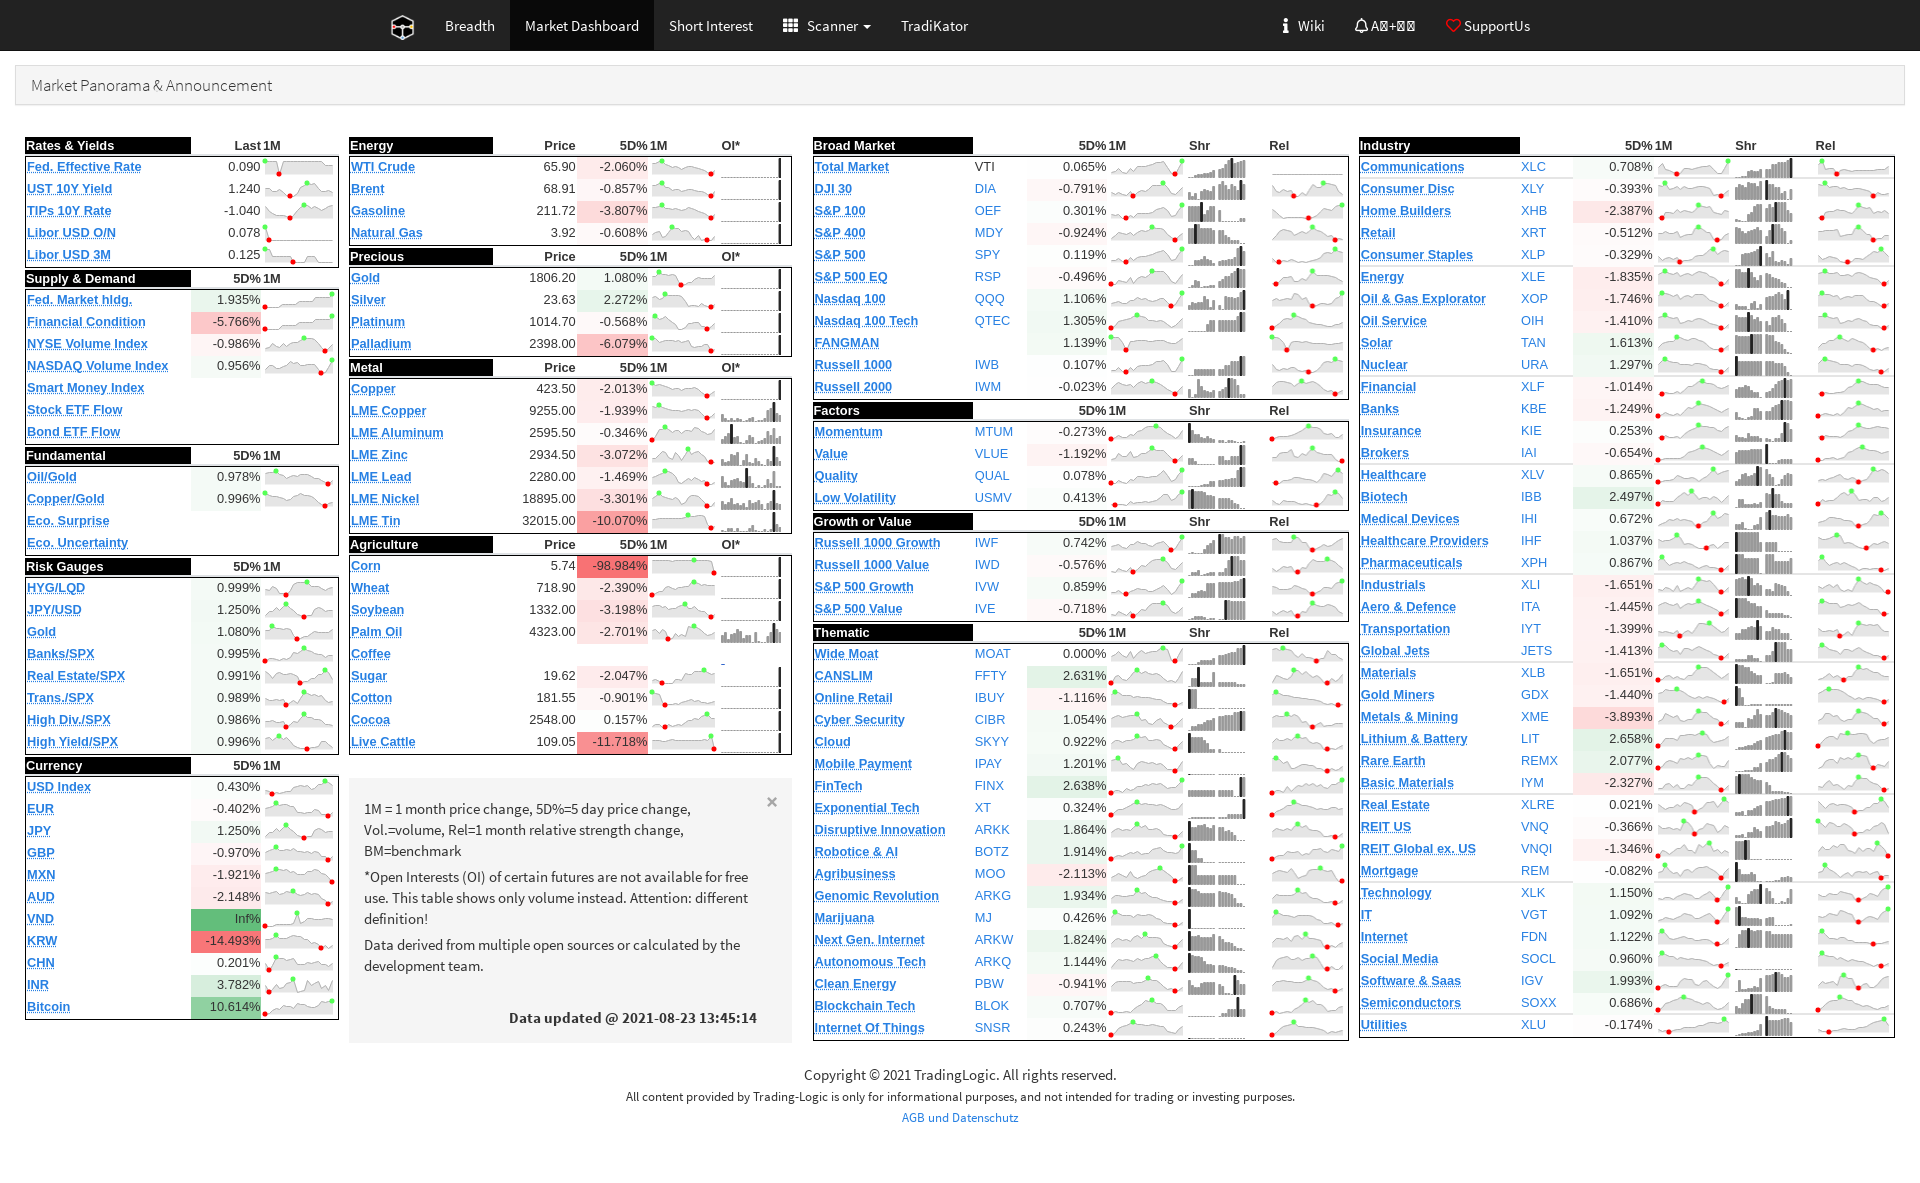 Breadth Market Dashboard Short Interest Scanner TradiKator Wiki SupportUs
Market Panorama & Announcement
Rates & Yields Last 1M
Fed. Effective Rate 0.090
UST 10Y Yield 1.240
TIPs 10Y Rate -1.040
Libor USD O/N 0.078
Libor USD 3M 0.125
Supply & Demand 5D% 1M
Fed. Market hldg. 1.935%
Financial Condition -5.766%
NYSE Volume Index -0.986%
NASDAQ Volume Index 0.956%
Smart Money Index
Stock ETF Flow
Bond ETF Flow
Fundamental 5D% 1M
Oil/Gold 0.978%
Copper/Gold 0.996%
Eco. Surprise
Eco. Uncertainty
Risk Gauges 5D% 1M
HYG/LQD 0.999%
JPY/USD 1.250%
Gold 1.080%
Banks/SPX 0.995%
Real Estate/SPX 0.991%
Trans./SPX 0.989%
High Div./SPX 0.986%
High Yield/SPX 0.996%
Currency 5D% 1M
USD Index 0.430%
EUR -0.402%
JPY 1.250%
GBP -0.970%
MXN -1.921%
AUD -2.148%
VND Inf%
KRW -14.493%
CHN 0.201%
INR 3.782%
Bitcoin 10.614%
Energy Price 5D% 1M OI*
WTI Crude 65.90 -2.060%
Brent 68.91 -0.857%
Gasoline 211.72 -3.807%
Natural Gas 3.92 -0.608%
Precious Price 5D% 1M OI*
Gold 1806.20 1.080%
Silver 23.63 2.272%
Platinum 1014.70 -0.568%
Palladium 2398.00 -6.079%
Metal Price 5D% 1M OI*
Copper 423.50 -2.013%
LME Copper 9255.00 -1.939%
LME Aluminum 2595.50 -0.346%
LME Zinc 2934.50 -3.072%
LME Lead 2280.00 -1.469%
LME Nickel 18895.00 -3.301%
LME Tin 32015.00 -10.070%
Agriculture Price 5D% 1M OI*
Corn 5.74 -98.984%
Wheat 718.90 -2.390%
Soybean 1332.00 -3.198%
Palm Oil 4323.00 -2.701%
Coffee -
Sugar 19.62 -2.047%
Cotton 181.55 -0.901%
Cocoa 2548.00 0.157%
Live Cattle 109.05 -11.718%
×
1M = 1 month price change, 5D%=5 day price change,
Vol.=volume, Rel=1 month relative strength change,
BM=benchmark
*Open Interests (OI) of certain futures are not available for free
use. This table shows only volume instead. Attention: different
definition!
Data derived from multiple open sources or calculated by the
development team.
Data updated @ 2021-08-23 13:45:14
Broad Market 5D% 1M Shr Rel
Total Market VTI 0.065%
DJI 30 DIA -0.791%
S&P 100 OEF 0.301%
S&P 400 MDY -0.924%
S&P 500 SPY 0.119%
S&P 500 EQ RSP -0.496%
Nasdaq 100 QQQ 1.106%
Nasdaq 100 Tech QTEC 1.305%
FANGMAN 1.139%
Russell 1000 IWB 0.107%
Russell 2000 IWM -0.023%
Factors 5D% 1M Shr Rel
Momentum MTUM -0.273%
Value VLUE -1.192%
Quality QUAL 0.078%
Low Volatility USMV 0.413%
Growth or Value 5D% 1M Shr Rel
Russell 1000 Growth IWF 0.742%
Russell 1000 Value IWD -0.576%
S&P 500 Growth IVW 0.859%
S&P 500 Value IVE -0.718%
Thematic 5D% 1M Shr Rel
Wide Moat MOAT 0.000%
CANSLIM FFTY 2.631%
Online Retail IBUY -1.116%
Cyber Security CIBR 1.054%
Cloud SKYY 0.922%
Mobile Payment IPAY 1.201%
FinTech FINX 2.638%
Exponential Tech XT 0.324%
Disruptive Innovation ARKK 1.864%
Robotice & AI BOTZ 1.914%
Agribusiness MOO -2.113%
Genomic Revolution ARKG 1.934%
Marijuana MJ 0.426%
Next Gen. Internet ARKW 1.824%
Autonomous Tech ARKQ 1.144%
Clean Energy PBW -0.941%
Blockchain Tech BLOK 0.707%
Internet Of Things SNSR 0.243%
Industry 5D% 1M Shr Rel
Communications XLC 0.708%
Consumer Disc XLY -0.393%
Home Builders XHB -2.387%
Retail XRT -0.512%
Consumer Staples XLP -0.329%
Energy XLE -1.835%
Oil & Gas Explorator XOP -1.746%
Oil Service OIH -1.410%
Solar TAN 1.613%
Nuclear URA 1.297%
Financial XLF -1.014%
Banks KBE -1.249%
Insurance KIE 0.253%
Brokers IAI -0.654%
Healthcare XLV 0.865%
Biotech IBB 2.497%
Medical Devices IHI 0.672%
Healthcare Providers IHF 1.037%
Pharmaceuticals XPH 0.867%
Industrials XLI -1.651%
Aero & Defence ITA -1.445%
Transportation IYT -1.399%
Global Jets JETS -1.413%
Materials XLB -1.651%
Gold Miners GDX -1.440%
Metals & Mining XME -3.893%
Lithium & Battery LIT 2.658%
Rare Earth REMX 2.077%
Basic Materials IYM -2.327%
Real Estate XLRE 0.021%
REIT US VNQ -0.366%
REIT Global ex. US VNQI -1.346%
Mortgage REM -0.082%
Technology XLK 1.150%
IT VGT 1.092%
Internet FDN 1.122%
Social Media SOCL 0.960%
Software & Saas IGV 1.993%
Semiconductors SOXX 0.686%
Utilities XLU -0.174%
Copyright © 2021 TradingLogic. All rights reserved.
All content provided by Trading-Logic is only for informational purposes, and not intended for trading or investing purposes.
AGB und Datenschutz